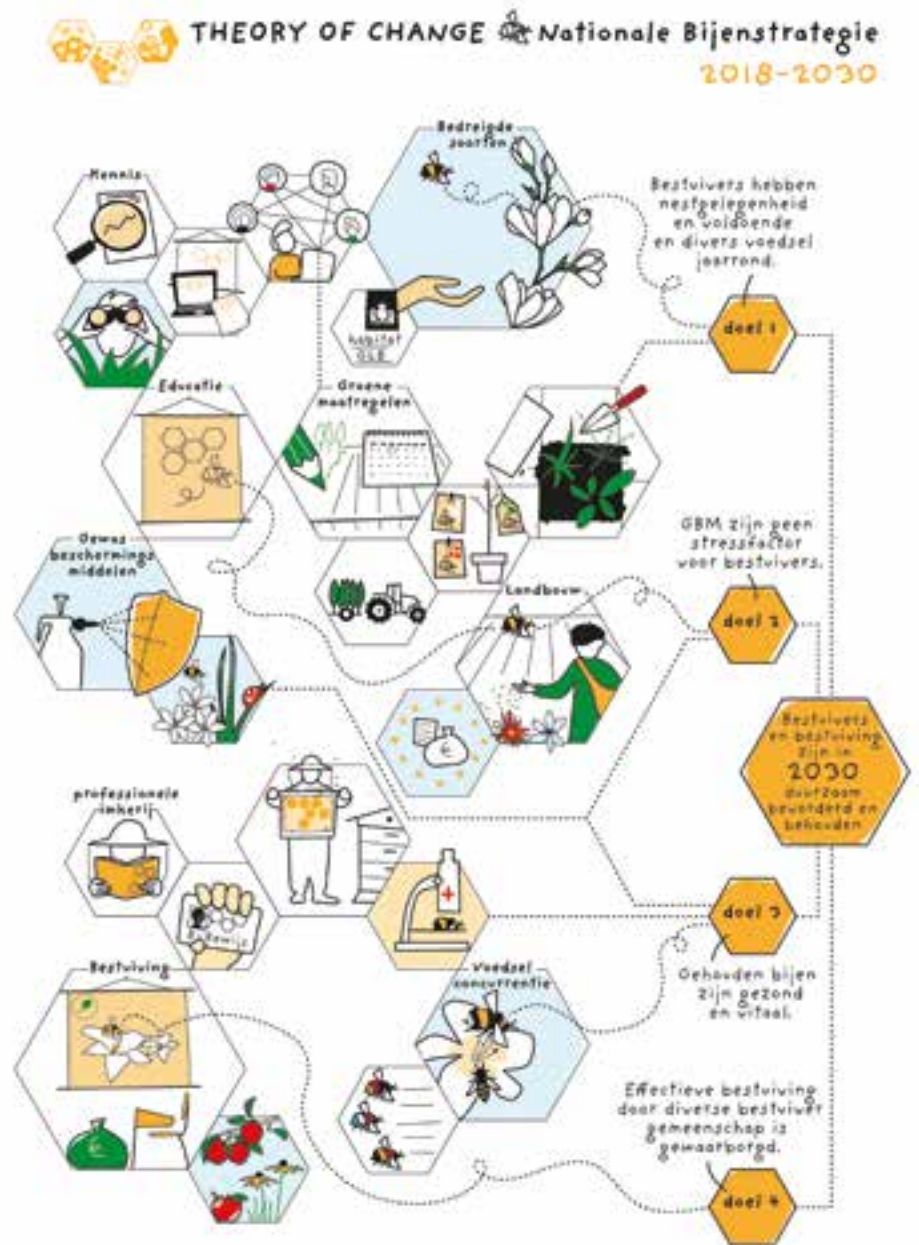 THEORY OF CHANGE Nationale Bijenstrategie
2018-2030
Bedreigde
soorten
Kennis
Bestuivers hebben
nestgelegenheid
en voldoende
en divers voedsel
jaarrond.
doel 1
habitat
GLB
Educatie
Groene
maatregelen
GBM zijn geen
stressfactor
voor bestuivers.
Gewas
beschermings
middelen
Landbouw
doel 2
Bestuivers
en bestuiving
zijn in
2030
duurzaam
bevorderd en
behouden
professionele
imkerij
€
bewijs
doel 3
Gehouden bijen
zijn gezond
en vitaal.
Bestuiving
Voedsel
concurrentie
Effectieve bestuiving
door diverse bestuiver
gemeenschap is
gewaarborgd.
€
doel 4